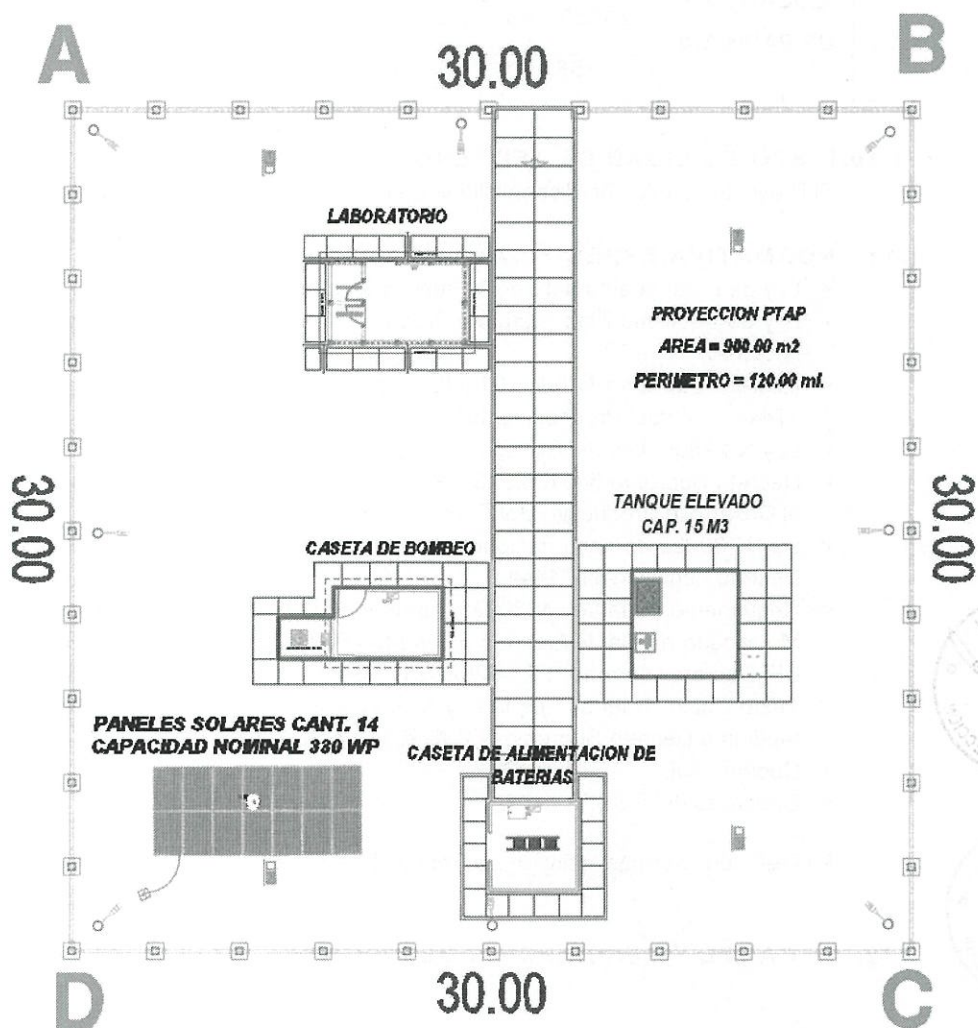 A
B
30.00
LABORATORIO
PROYECCION PTAP
AREA = 900.00 m2
PERIMETRO = 120.00 ml.
30.00
30.00
TANQUE ELEVADO
CAP. 15 M3
CASETA DE BOMBEO
PANELES SOLARES CANT. 14
CAPACIDAD NOMINAL 330 WP
CASETA DE ALIMENTACION DE
BATERIAS
D
30.00
C